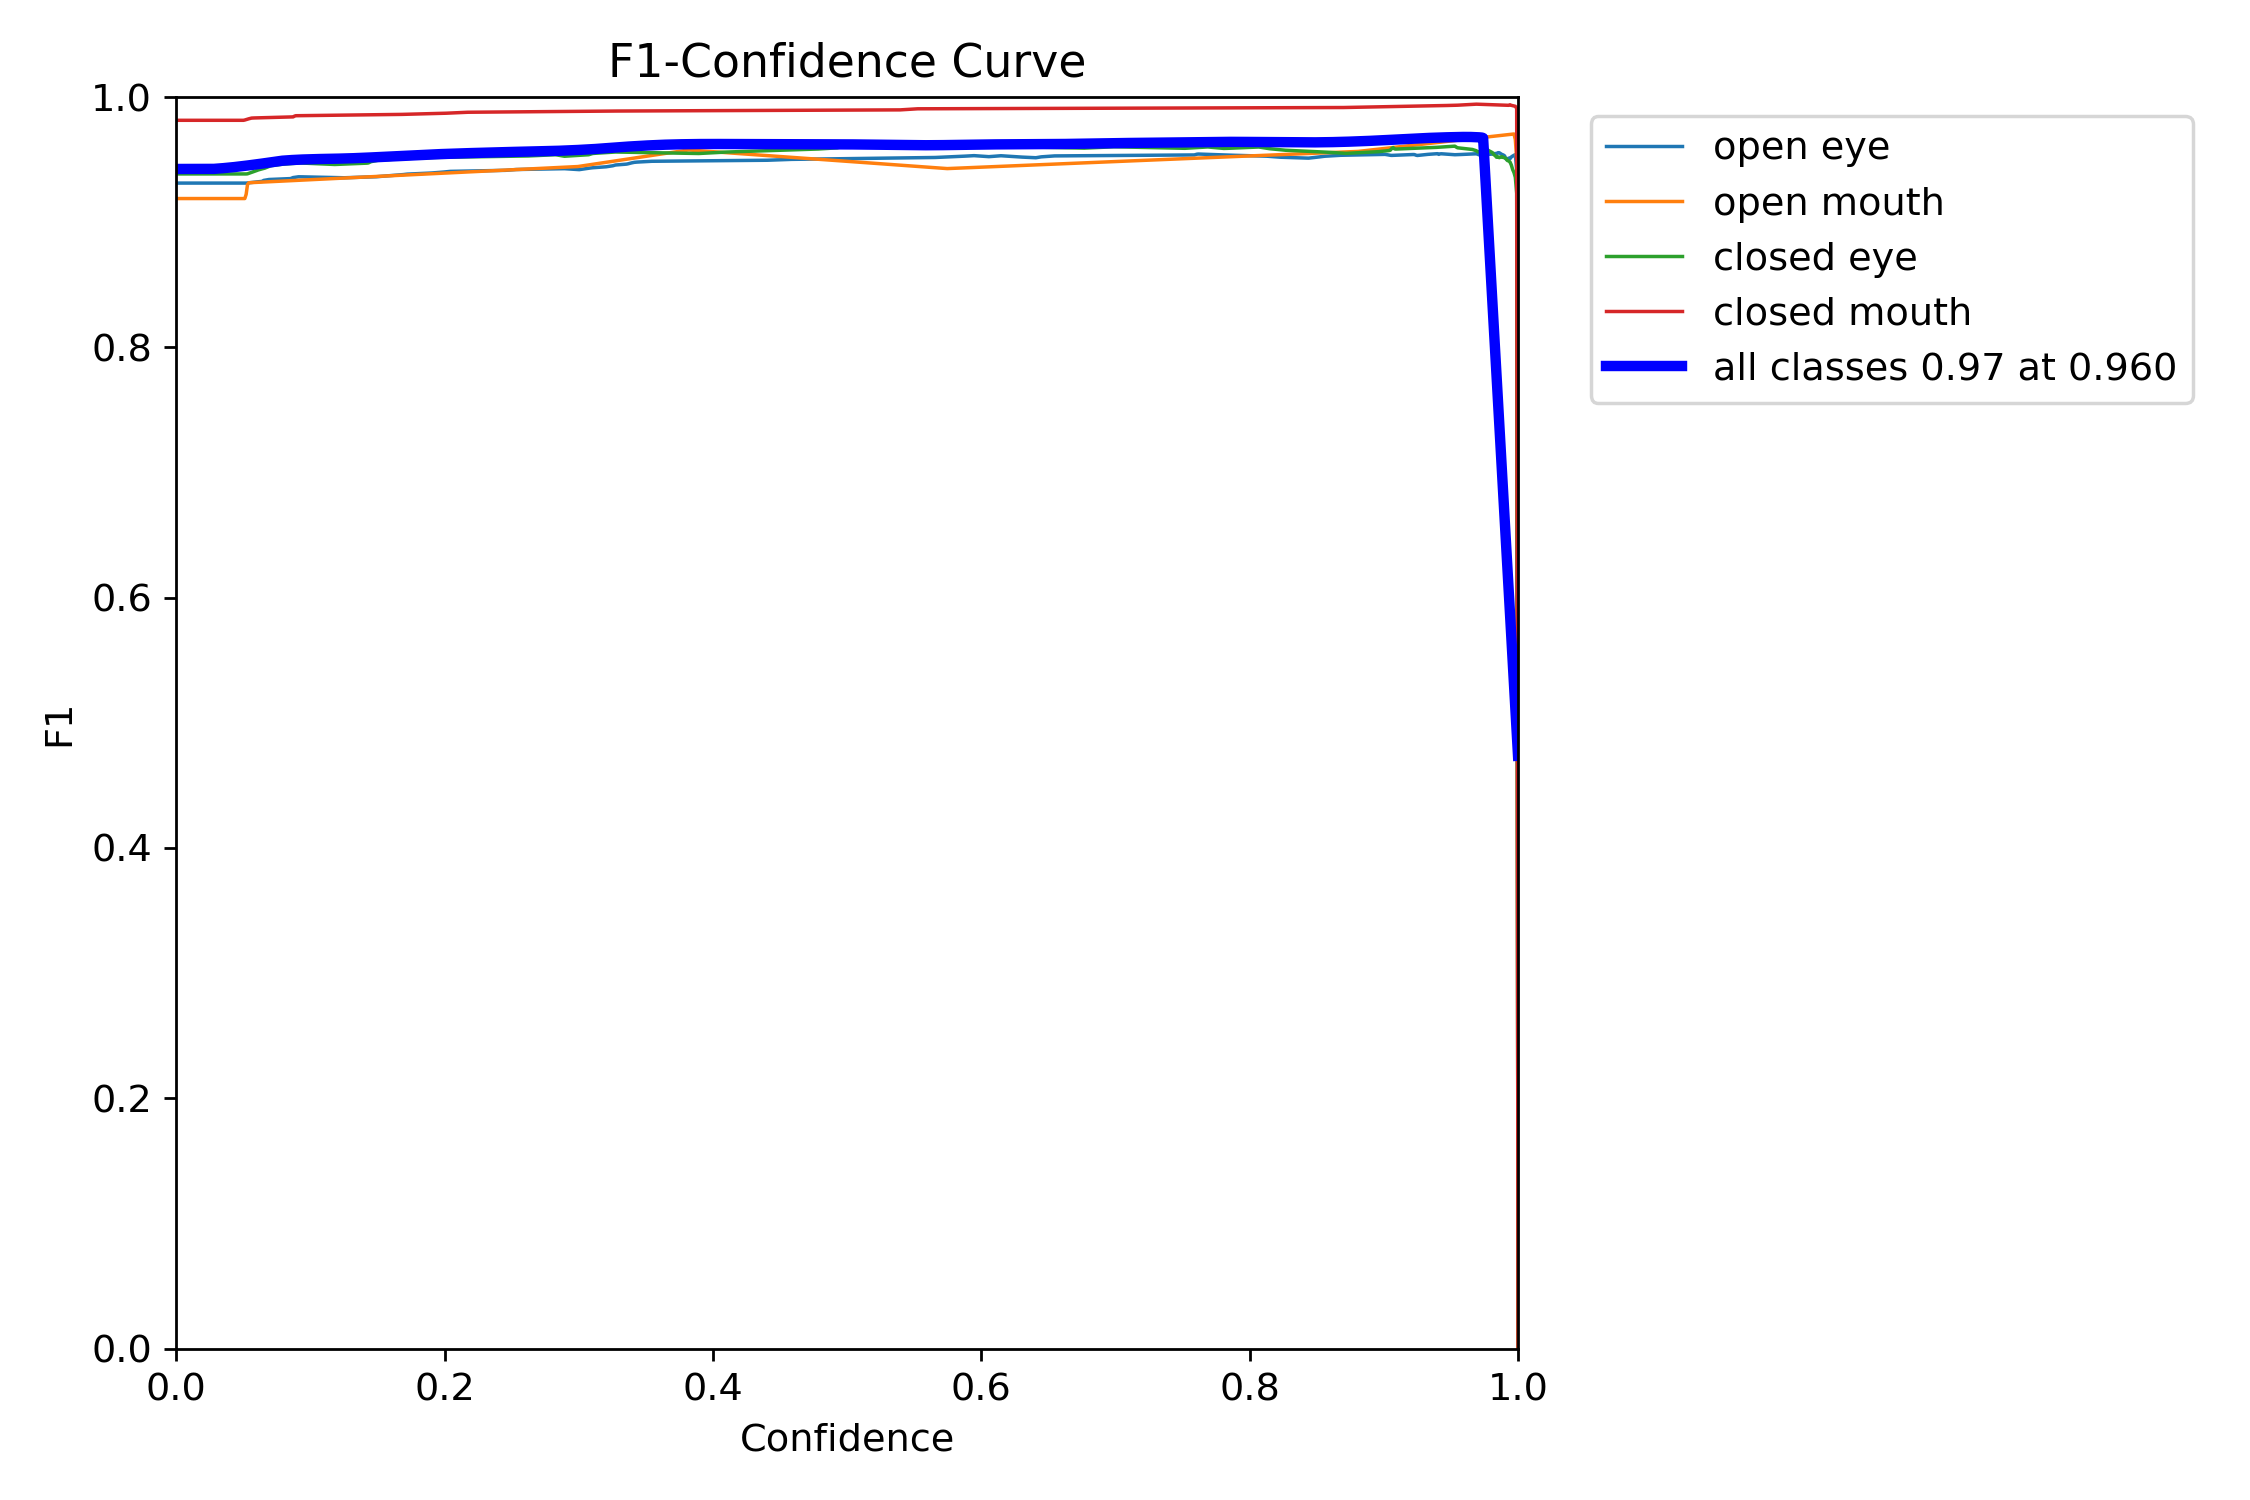 F1-Confidence Curve
1.0
0.8
0.6
0.4
0.2
0.0
F1
0.0 0.2 0.4 0.6 0.8 1.0
Confidence
open eye
open mouth
closed eye
closed mouth
all classes 0.97 at 0.960